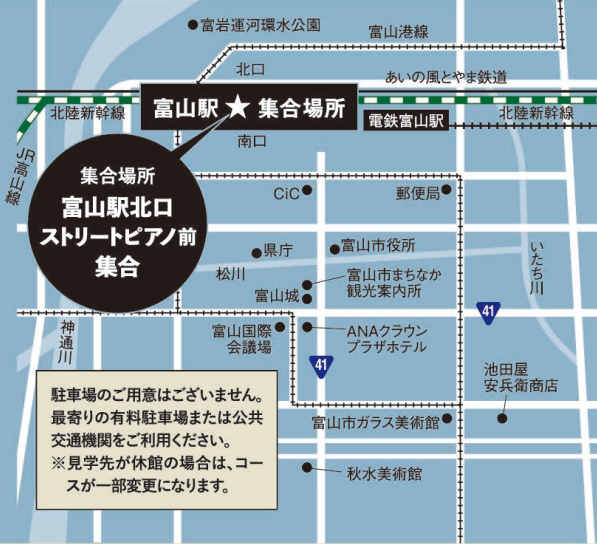 富岩運河環水公園
富山港線
北口
あいの風とやま鉄道
北陸新幹線
富山駅 ★ 集合場所
電鉄富山駅
北陸新幹線
南口
JR高山線
集合場所
富山駅北口
ストリートピアノ前
集合
CiC
郵便局
県庁
富山市役所
松川
いたち川
富山市まちなか
観光案内所
富山城
41
神通川
富山国際
会議場
ANAクラウン
プラザホテル
41
池田屋
安兵衛商店
駐車場のご用意はございません。
最寄りの有料駐車場または公共
交通機関をご利用ください。
※見学先が休館の場合は、コー
スが一部変更になります。
富山市ガラス美術館
秋水美術館